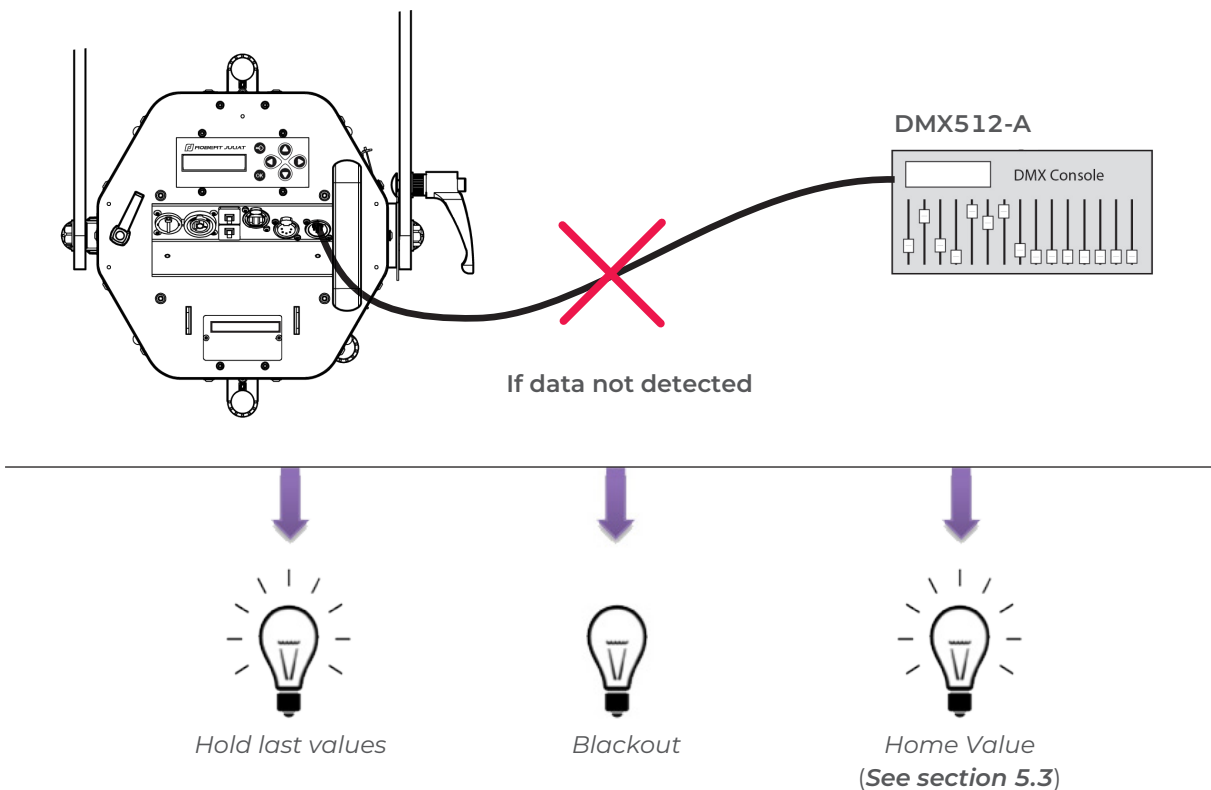 DMX512-A
DMX Console
ROBERT JULIAT
OK
If data not detected
Hold last values
Blackout
Home Value
(See section 5.3)